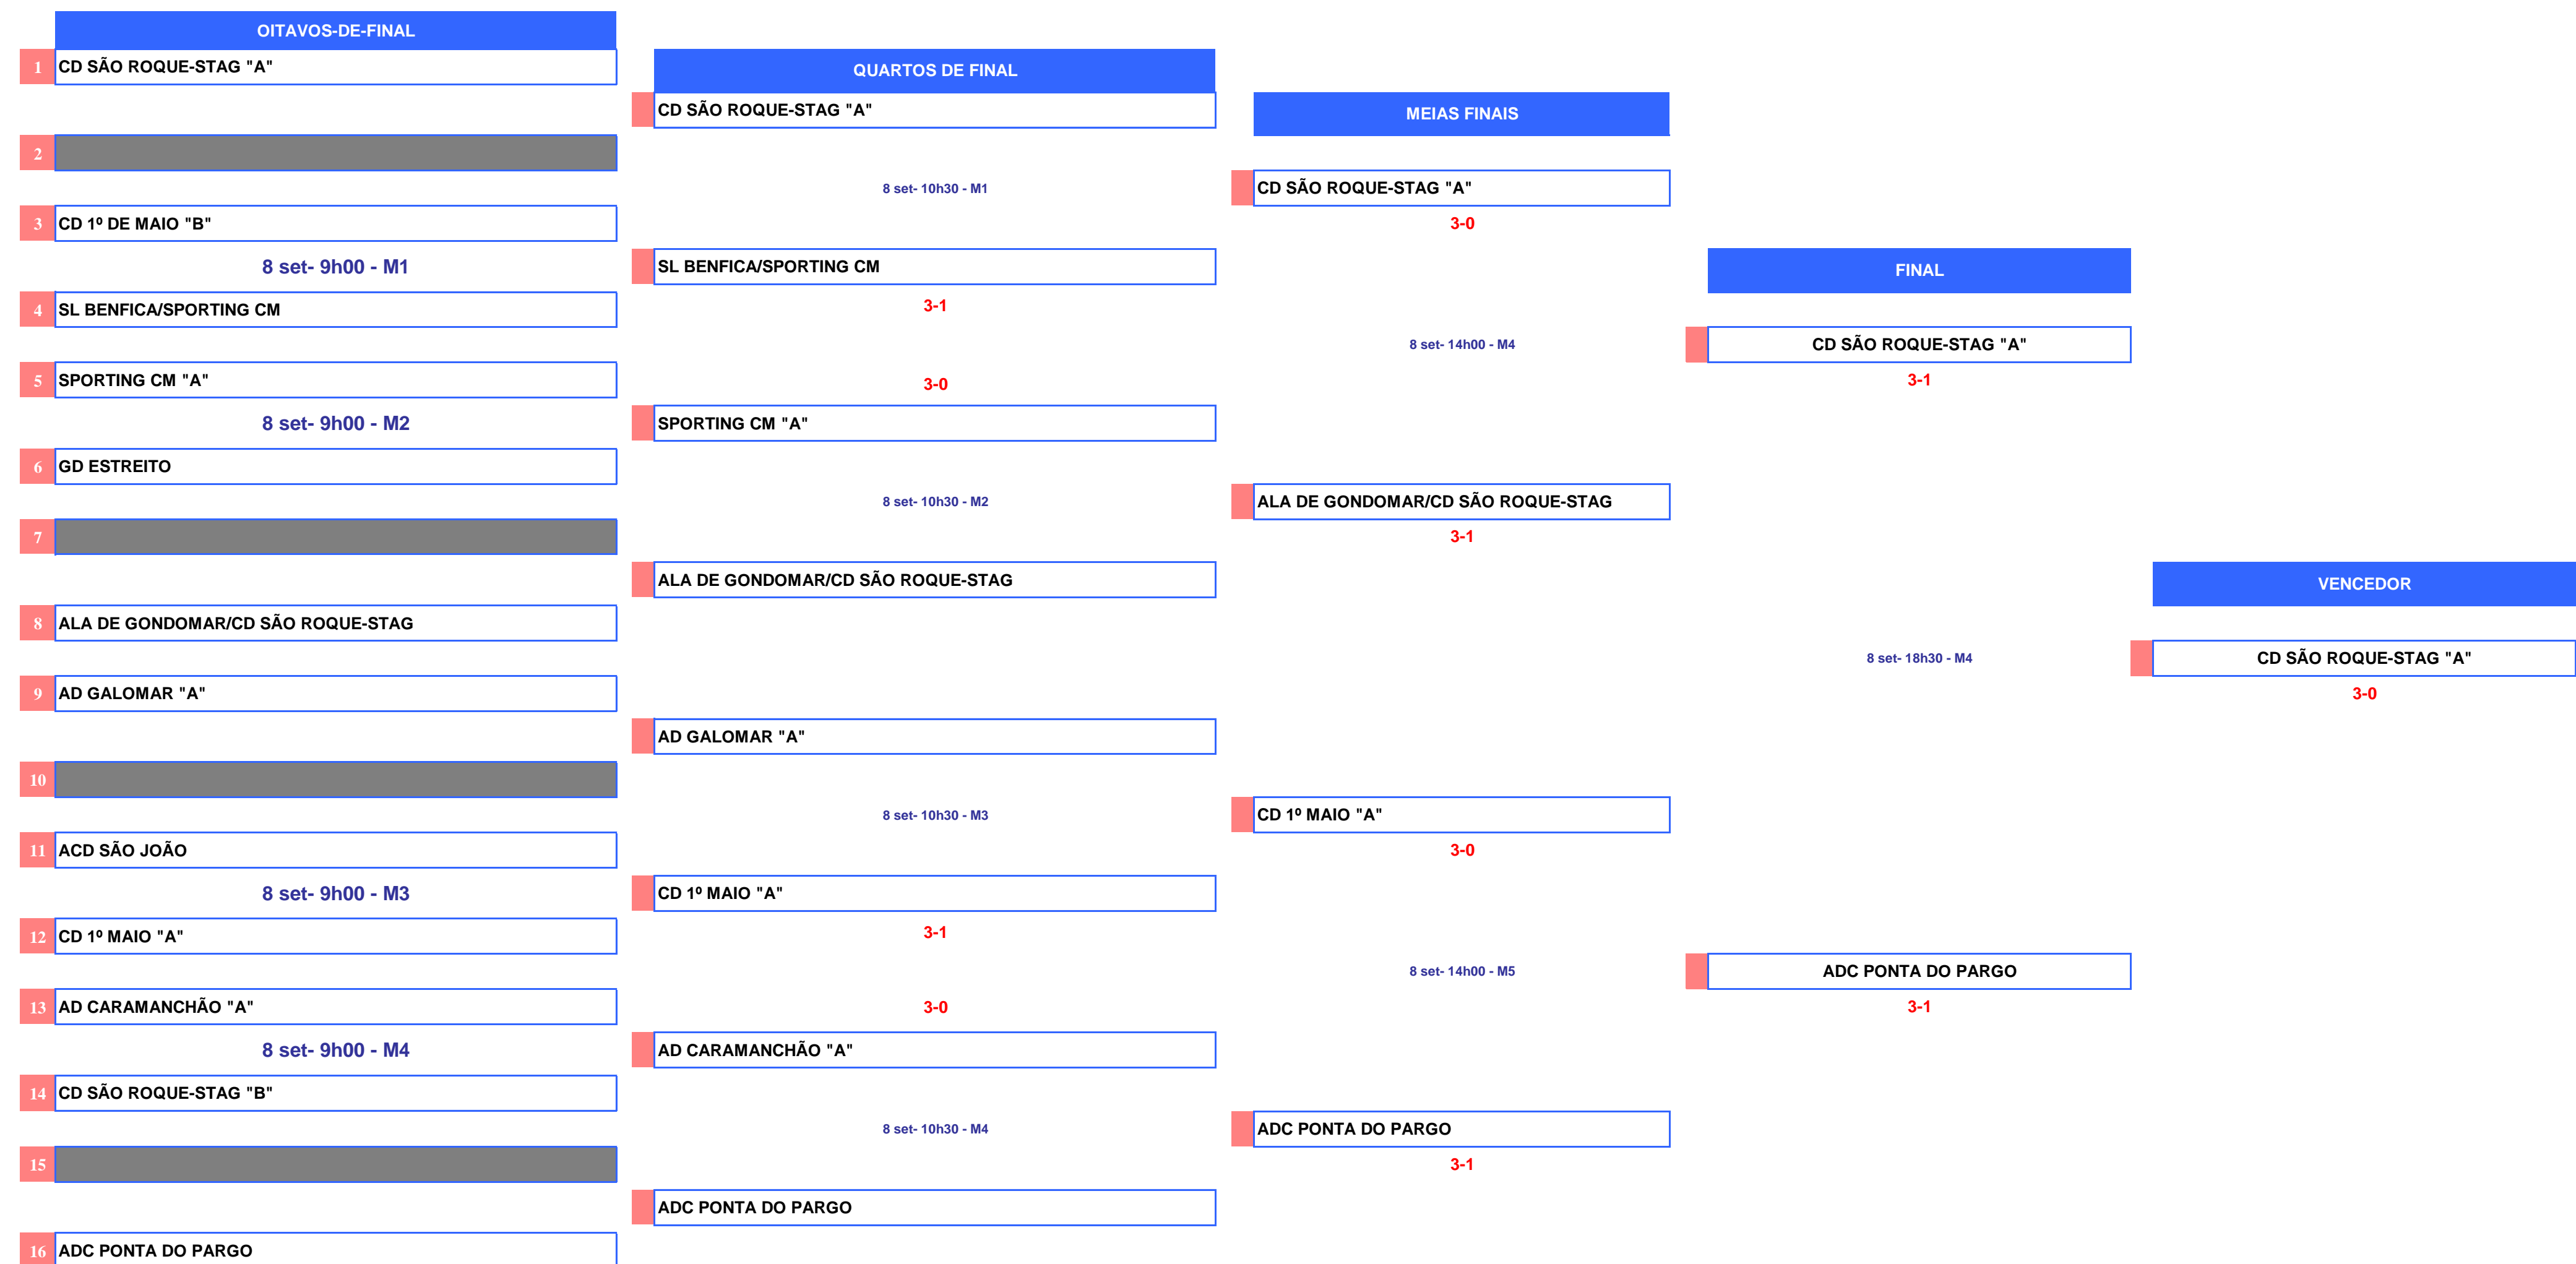 OITAVOS-DE-FINAL
1 CD SÃO ROQUE-STAG "A"
2
3 CD 1º DE MAIO "B"
8 set- 9h00 - M1
4 SL BENFICA/SPORTING CM
5 SPORTING CM "A"
8 set- 9h00 - M2
6 GD ESTREITO
7
8 ALA DE GONDOMAR/CD SÃO ROQUE-STAG
9 AD GALOMAR "A"
10
11 ACD SÃO JOÃO
8 set- 9h00 - M3
12 CD 1º MAIO "A"
13 AD CARAMANCHÃO "A"
8 set- 9h00 - M4
14 CD SÃO ROQUE-STAG "B"
15
16 ADC PONTA DO PARGO
QUARTOS DE FINAL
CD SÃO ROQUE-STAG "A"
8 set- 10h30 - M1
SL BENFICA/SPORTING CM
3-1
3-0
SPORTING CM "A"
8 set- 10h30 - M2
ALA DE GONDOMAR/CD SÃO ROQUE-STAG
AD GALOMAR "A"
8 set- 10h30 - M3
CD 1º MAIO "A"
3-1
3-0
AD CARAMANCHÃO "A"
8 set- 10h30 - M4
ADC PONTA DO PARGO
MEIAS FINAIS
CD SÃO ROQUE-STAG "A"
3-0
8 set- 14h00 - M4
ALA DE GONDOMAR/CD SÃO ROQUE-STAG
3-1
CD 1º MAIO "A"
3-0
8 set- 14h00 - M5
ADC PONTA DO PARGO
3-1
FINAL
CD SÃO ROQUE-STAG "A"
3-1
8 set- 18h30 - M4
ADC PONTA DO PARGO
3-1
VENCEDOR
CD SÃO ROQUE-STAG "A"
3-0